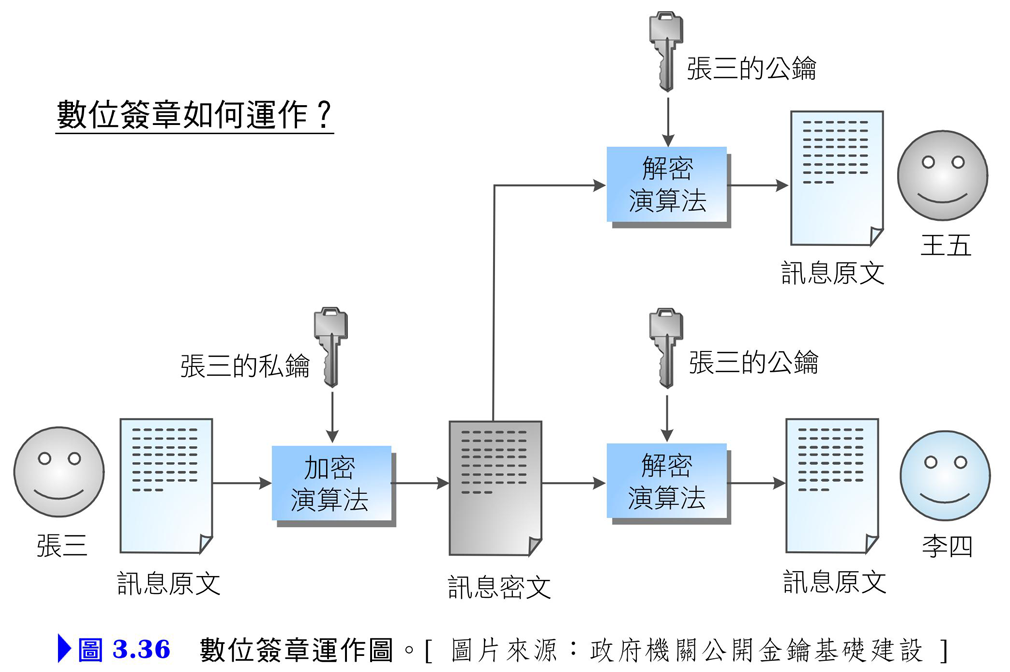 數位簽章如何運作？
張三的公鑰
解密
演算法
訊息原文
王五
張三的私鑰
張三的公鑰
張三
訊息原文
加密
演算法
訊息密文
解密
演算法
訊息原文
李四
圖 3.36 數位簽章運作圖。[ 圖片來源：政府機關公開金鑰基礎建設 ]